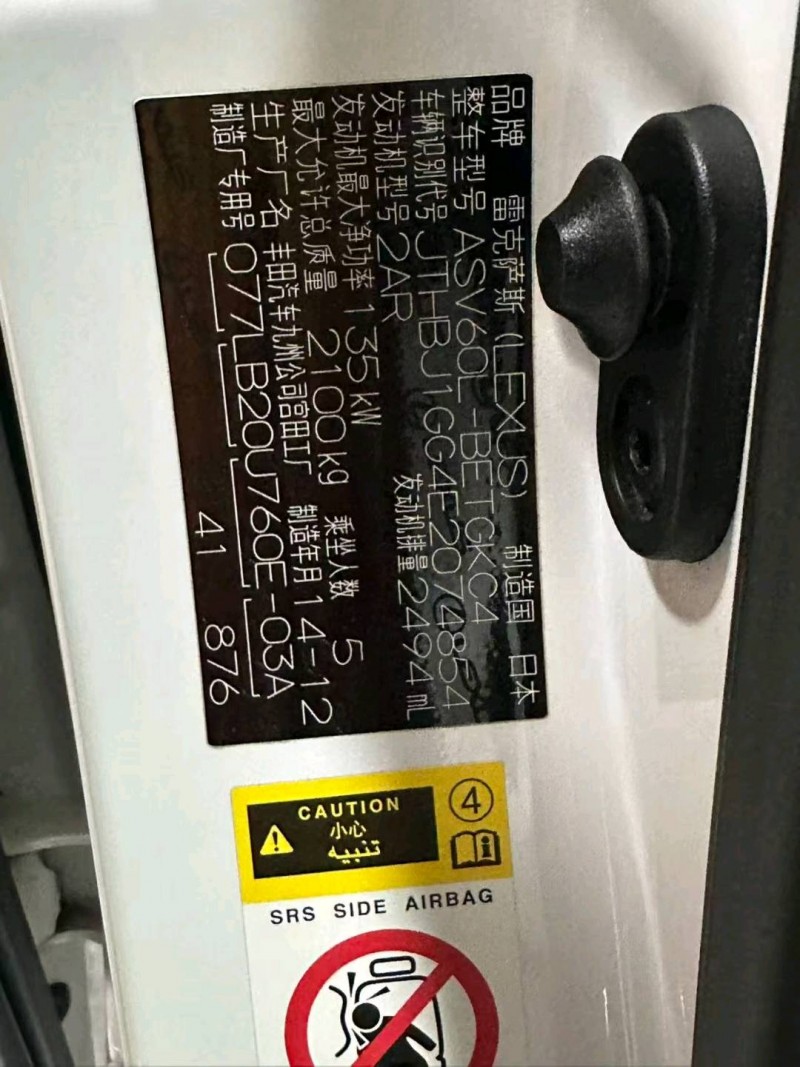 品牌 雷克萨斯 (LEXUS) 制造国 日本
整车型号 ASV60L-BETGKC4
车辆识别代号 JTHBJ1GG4E2074854
发动机型号 2AR 发动机排量 2494 mL
发动机最大净功率 135 kW
最大允许总质量 2100 kg 乘坐人数 5
生产厂名 丰田汽车九州公司宫田工厂 制造年月 14-12
制造厂专用号 077LB20U760E-03A
41 876
CAUTION
小心
تنبيه
4
SRS SIDE AIRBAG